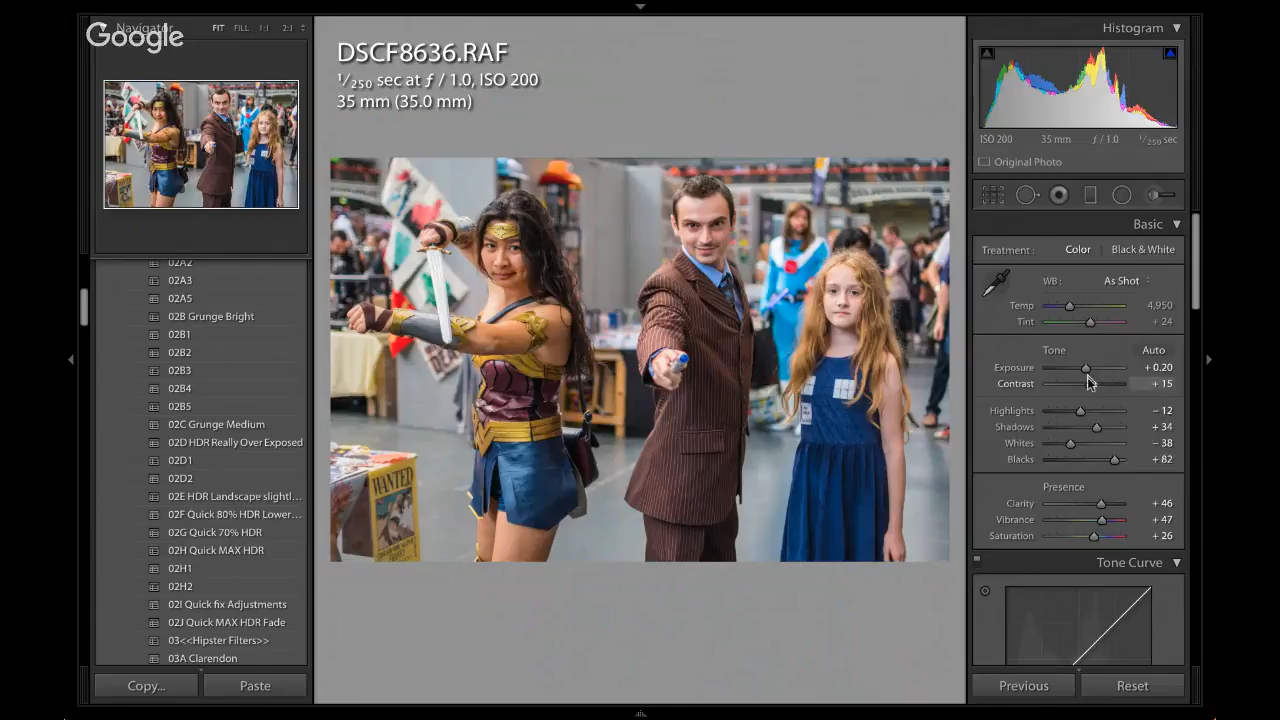 Navigator
FIT FILL 1:1 2:1
Google
02A2
02A3
02A5
02B Grunge Bright
02B1
02B2
02B3
02B4
02B5
02C Grunge Medium
02D HDR Really Over Exposed
02D1
02D2
02E HDR Landscape slightl...
02F Quick 80% HDR Lower...
02G Quick 70% HDR
02H Quick MAX HDR
02H1
02H2
02I Quick fix Adjustments
02J Quick MAX HDR Fade
03<<Hipster Filters>>
03A Clarendon
Copy... Paste
DSCF8636.RAF
1/250 sec at ƒ / 1.0, ISO 200
35 mm (35.0 mm)
WANTED
Histogram
ISO 200 35 mm ƒ / 1.0 1/250 sec
Original Photo
Basic
Treatment : Color | Black & White
WB : As Shot
Temp 4,950
Tint + 24
Tone Auto
Exposure + 0.20
Contrast + 15
Highlights − 12
Shadows + 34
Whites − 38
Blacks + 82
Presence
Clarity + 46
Vibrance + 47
Saturation + 26
Tone Curve
Previous Reset